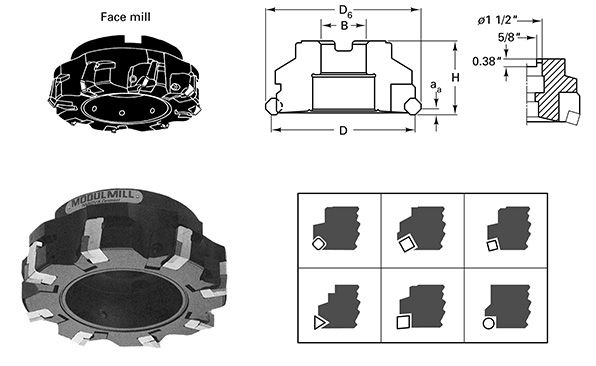 Face mill
D6
B
H
aa
D
ø1 1/2"
5/8"
0.38"
MODULMILL